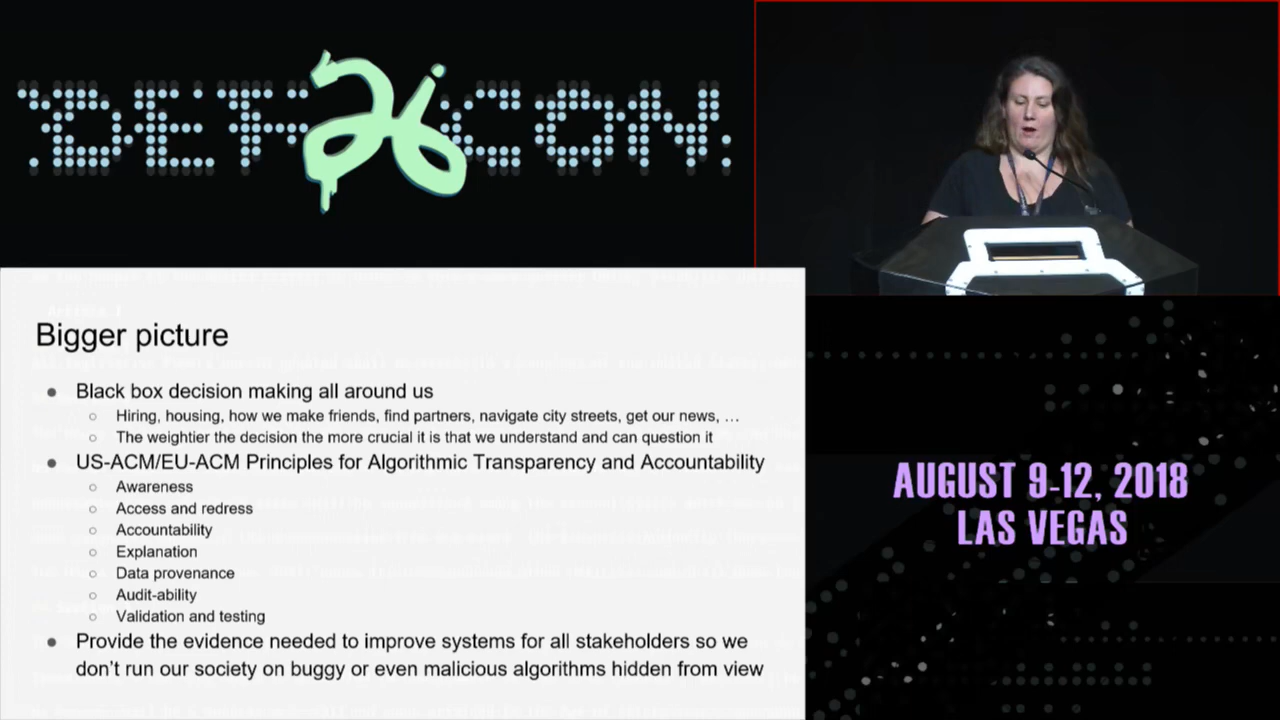 DEF CON
26
Bigger picture
● Black box decision making all around us
○ Hiring, housing, how we make friends, find partners, navigate city streets, get our news, …
○ The weightier the decision the more crucial it is that we understand and can question it
● US-ACM/EU-ACM Principles for Algorithmic Transparency and Accountability
○ Awareness
○ Access and redress
○ Accountability
○ Explanation
○ Data provenance
○ Audit-ability
○ Validation and testing
● Provide the evidence needed to improve systems for all stakeholders so we
don’t run our society on buggy or even malicious algorithms hidden from view
AUGUST 9-12, 2018
LAS VEGAS